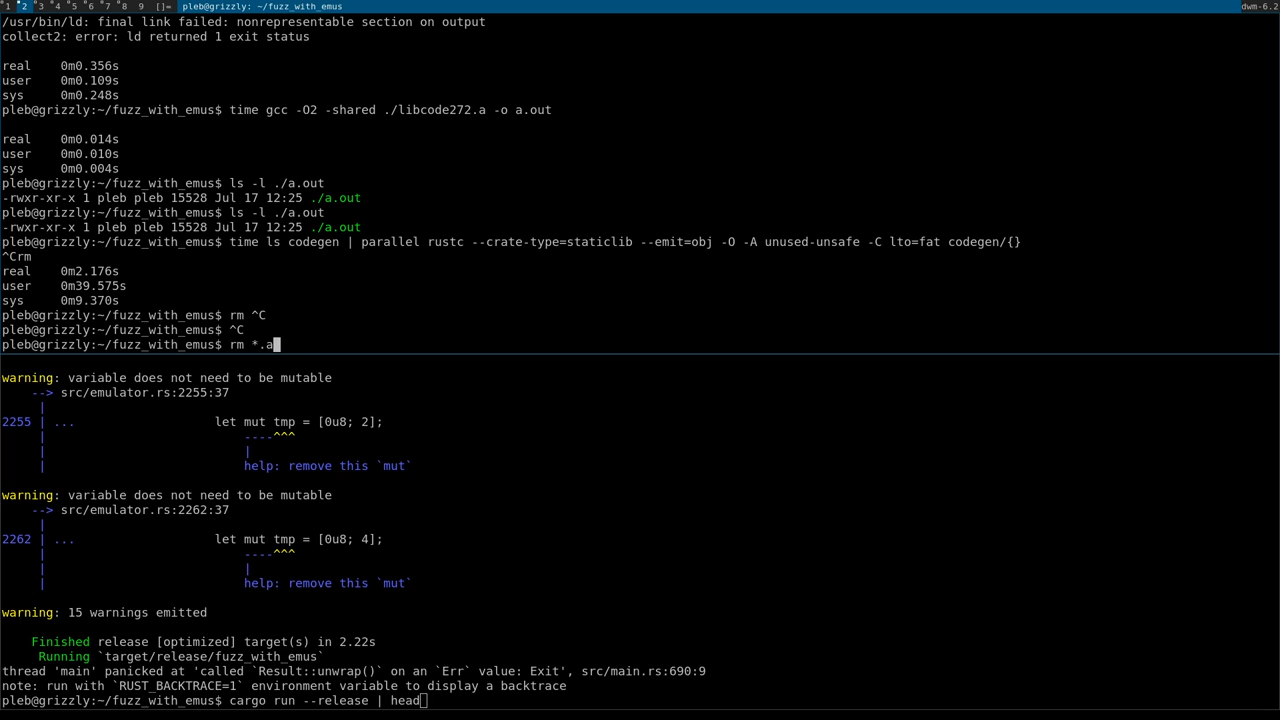 1 2 3 4 5 6 7 8 9 []= pleb@grizzly: ~/fuzz_with_emus dwm-6.2
/usr/bin/ld: final link failed: nonrepresentable section on output
collect2: error: ld returned 1 exit status
real    0m0.356s
user    0m0.109s
sys     0m0.248s
pleb@grizzly:~/fuzz_with_emus$ time gcc -O2 -shared ./libcode272.a -o a.out
real    0m0.014s
user    0m0.010s
sys     0m0.004s
pleb@grizzly:~/fuzz_with_emus$ ls -l ./a.out
-rwxr-xr-x 1 pleb pleb 15528 Jul 17 12:25 ./a.out
pleb@grizzly:~/fuzz_with_emus$ ls -l ./a.out
-rwxr-xr-x 1 pleb pleb 15528 Jul 17 12:25 ./a.out
pleb@grizzly:~/fuzz_with_emus$ time ls codegen | parallel rustc --crate-type=staticlib --emit=obj -O -A unused-unsafe -C lto=fat codegen/{}
^Crm
real    0m2.176s
user    0m39.575s
sys     0m9.370s
pleb@grizzly:~/fuzz_with_emus$ rm ^C
pleb@grizzly:~/fuzz_with_emus$ ^C
pleb@grizzly:~/fuzz_with_emus$ rm *.a
warning: variable does not need to be mutable
    --> src/emulator.rs:2255:37
     |
2255 | ...                   let mut tmp = [0u8; 2];
     |                           ----^^^
     |                           |
     |                           help: remove this `mut`
warning: variable does not need to be mutable
    --> src/emulator.rs:2262:37
     |
2262 | ...                   let mut tmp = [0u8; 4];
     |                           ----^^^
     |                           |
     |                           help: remove this `mut`
warning: 15 warnings emitted
    Finished release [optimized] target(s) in 2.22s
     Running `target/release/fuzz_with_emus`
thread 'main' panicked at 'called `Result::unwrap()` on an `Err` value: Exit', src/main.rs:690:9
note: run with `RUST_BACKTRACE=1` environment variable to display a backtrace
pleb@grizzly:~/fuzz_with_emus$ cargo run --release | head